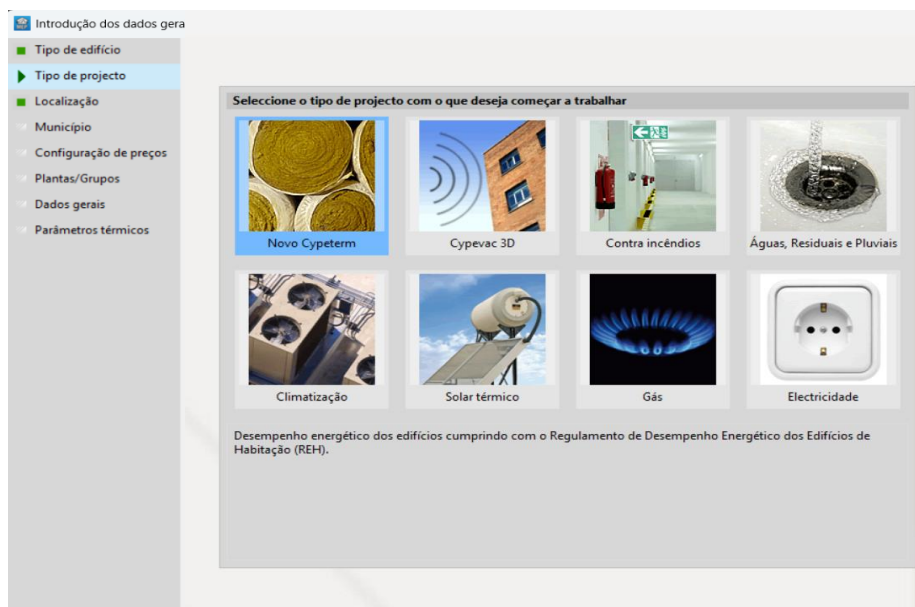 Introdução dos dados gera
Tipo de edifício
Tipo de projecto
Localização
Município
Configuração de preços
Plantas/Grupos
Dados gerais
Parâmetros térmicos
Seleccione o tipo de projecto com o que deseja começar a trabalhar
Novo Cypeterm
Cypevac 3D
Contra incêndios
Águas, Residuais e Pluviais
Climatização
Solar térmico
Gás
Electricidade
Desempenho energético dos edifícios cumprindo com o Regulamento de Desempenho Energético dos Edifícios de
Habitação (REH).